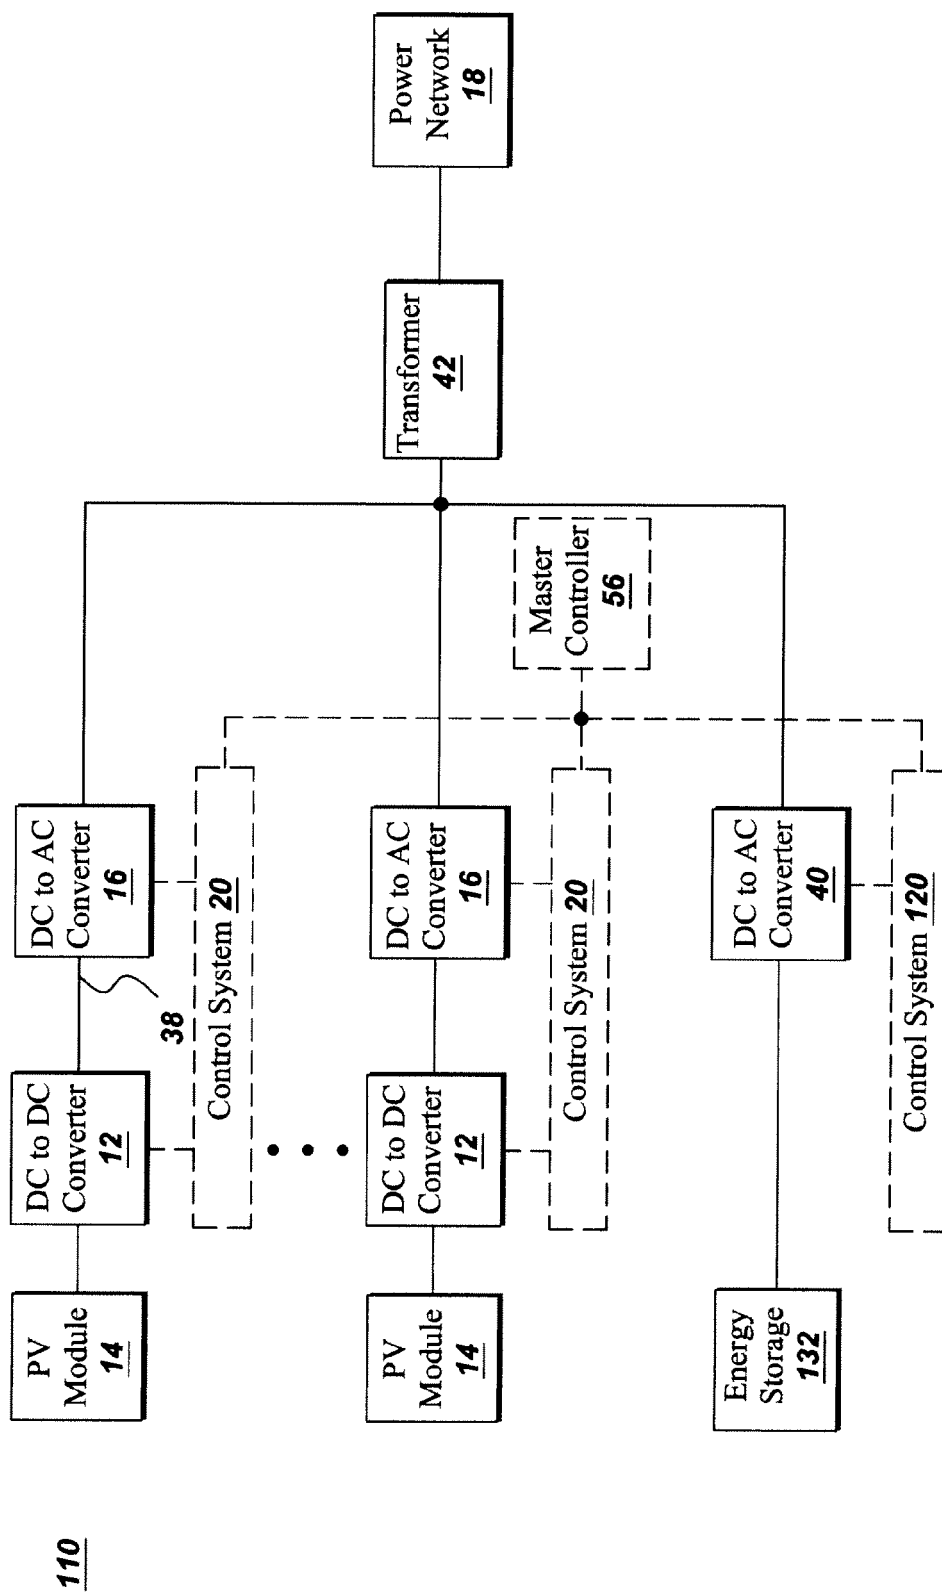 110
PV
Module
14
DC to DC
Converter
12
38
DC to AC
Converter
16
Control System 20
PV
Module
14
DC to DC
Converter
12
DC to AC
Converter
16
Control System 20
Master
Controller
56
Transformer
42
Power
Network
18
Energy
Storage
132
DC to AC
Converter
40
Control System 120